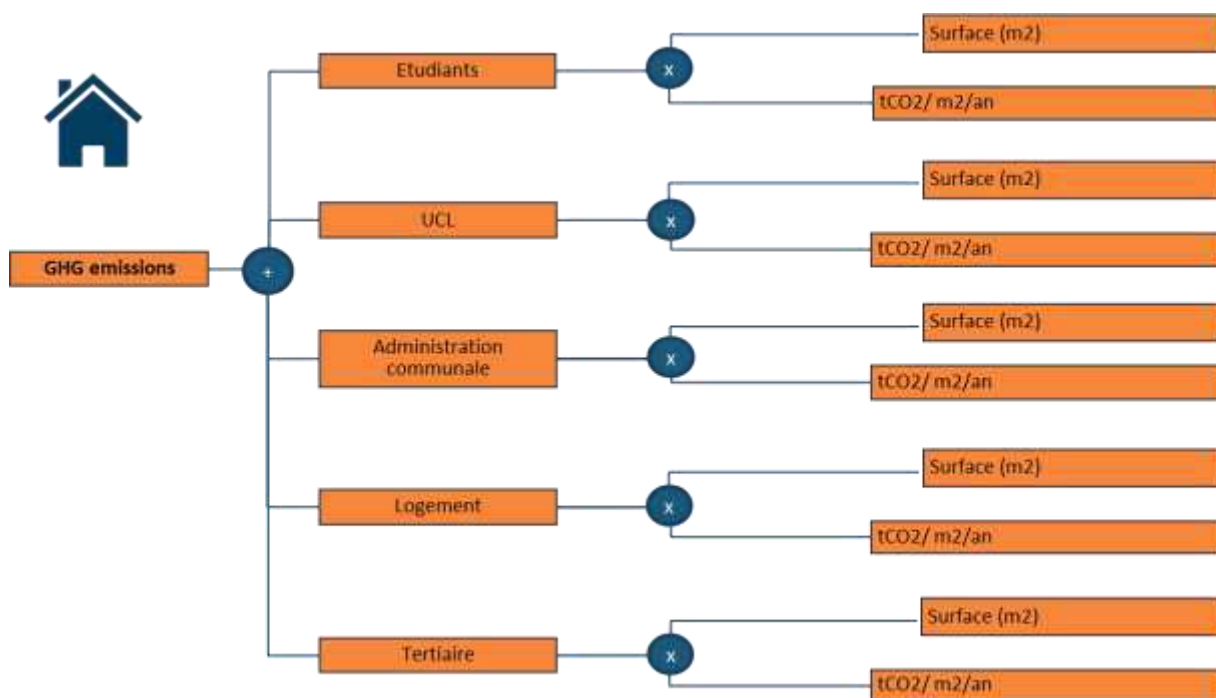 Surface (m2)
Etudiants
x
tCO2/ m2/an
Surface (m2)
UCL
x
tCO2/ m2/an
GHG emissions
+
Surface (m2)
Administration
communale
x
tCO2/ m2/an
Surface (m2)
Logement
x
tCO2/ m2/an
Surface (m2)
Tertiaire
x
tCO2/ m2/an